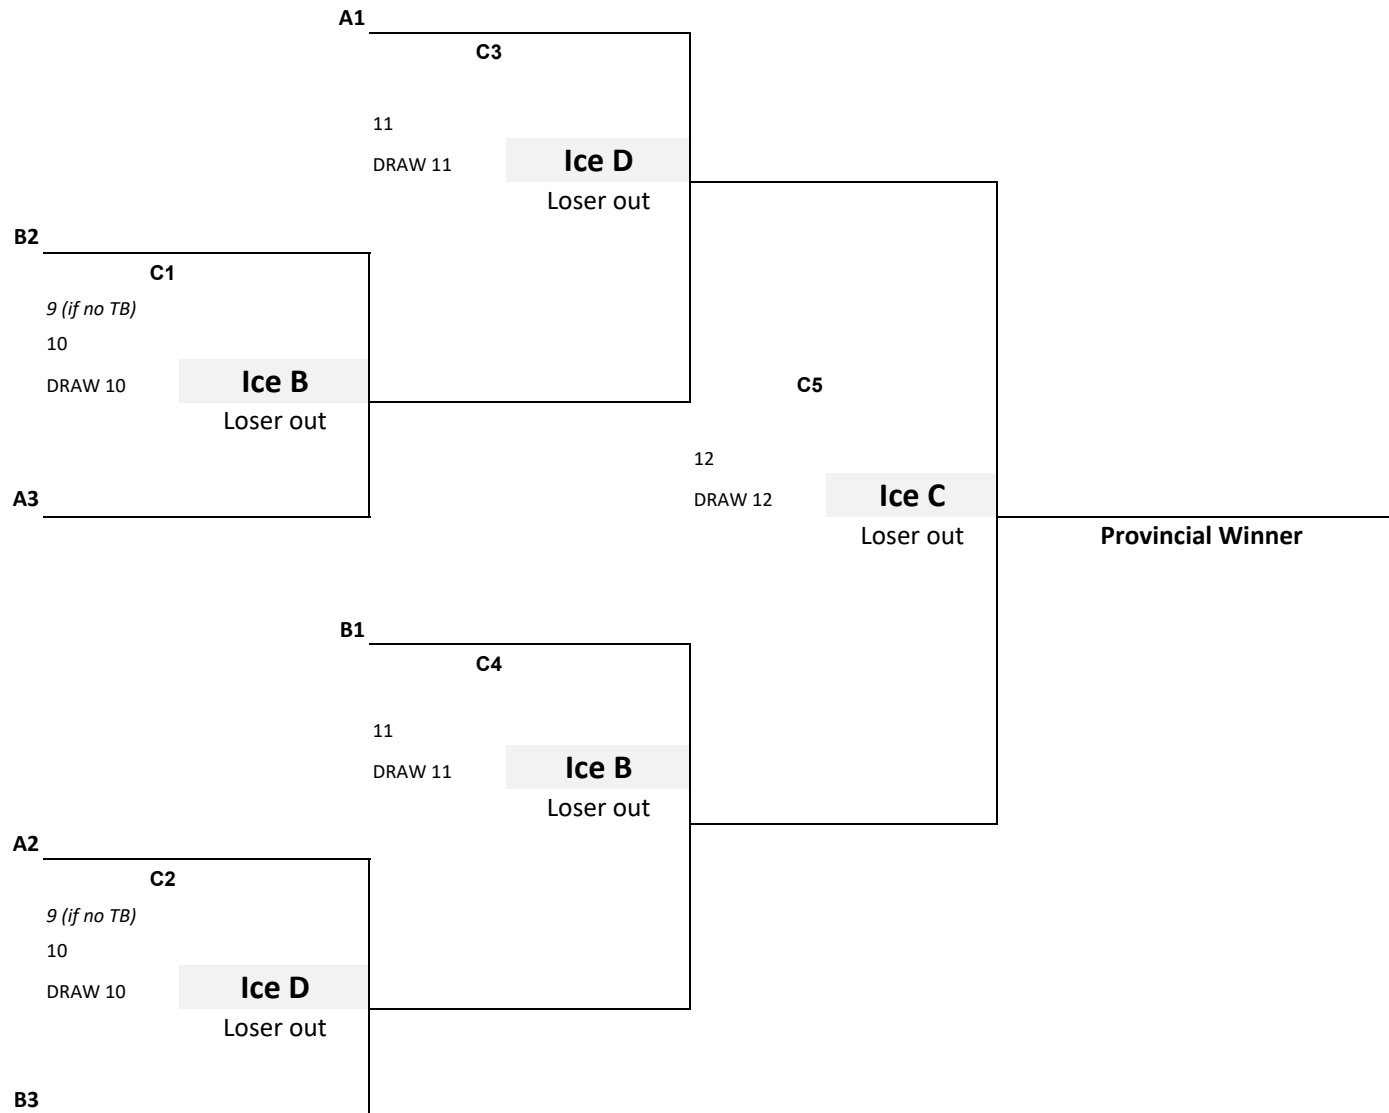 A1
C3
11
DRAW 11
Ice D
Loser out
B2
C1
9 (if no TB)
10
DRAW 10
Ice B
Loser out
A3
C5
12
DRAW 12
Ice C
Loser out
Provincial Winner
B1
C4
11
DRAW 11
Ice B
Loser out
A2
C2
9 (if no TB)
10
DRAW 10
Ice D
Loser out
B3